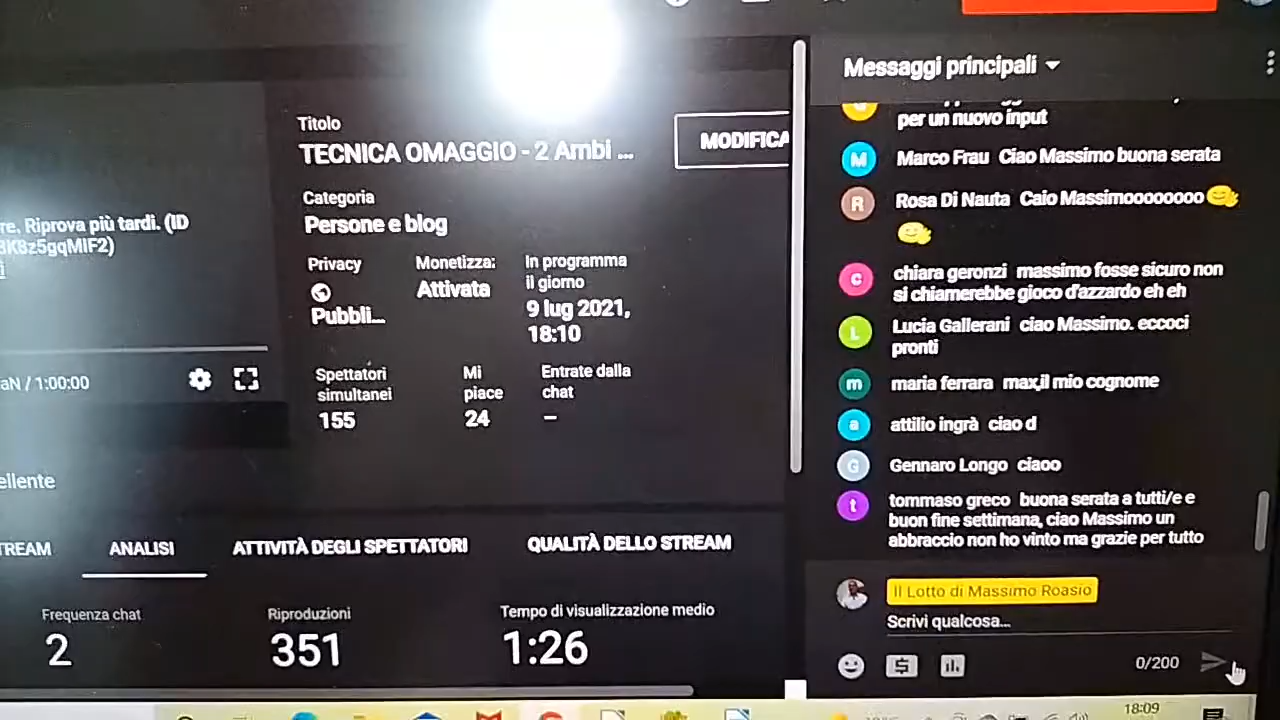 Titolo
TECNICA OMAGGIO - 2 Ambi ...
MODIFICA
Categoria
Persone e blog
re. Riprova più tardi. (ID
3K8z5gqMIF2)
Privacy
Pubbli...
Monetizza:
Attivata
In programma
il giorno
9 lug 2021,
18:10
aN / 1:00:00
Spettatori
simultanei
155
Mi
piace
24
Entrate dalla
chat
–
ellente
TREAM
ANALISI
ATTIVITÀ DEGLI SPETTATORI
QUALITÀ DELLO STREAM
Frequenza chat
2
Riproduzioni
351
Tempo di visualizzazione medio
1:26
Messaggi principali
per un nuovo input
M Marco Frau Ciao Massimo buona serata
R Rosa Di Nauta Caio Massimoooooooo
c chiara geronzi massimo fosse sicuro non
si chiamerebbe gioco d'azzardo eh eh
L Lucia Gallerani ciao Massimo. eccoci
pronti
m maria ferrara max,il mio cognome
a attilio ingrà ciao d
G Gennaro Longo ciaoo
t tommaso greco buona serata a tutti/e e
buon fine settimana, ciao Massimo un
abbraccio non ho vinto ma grazie per tutto
Il Lotto di Massimo Roasio
Scrivi qualcosa...
0/200
18:09